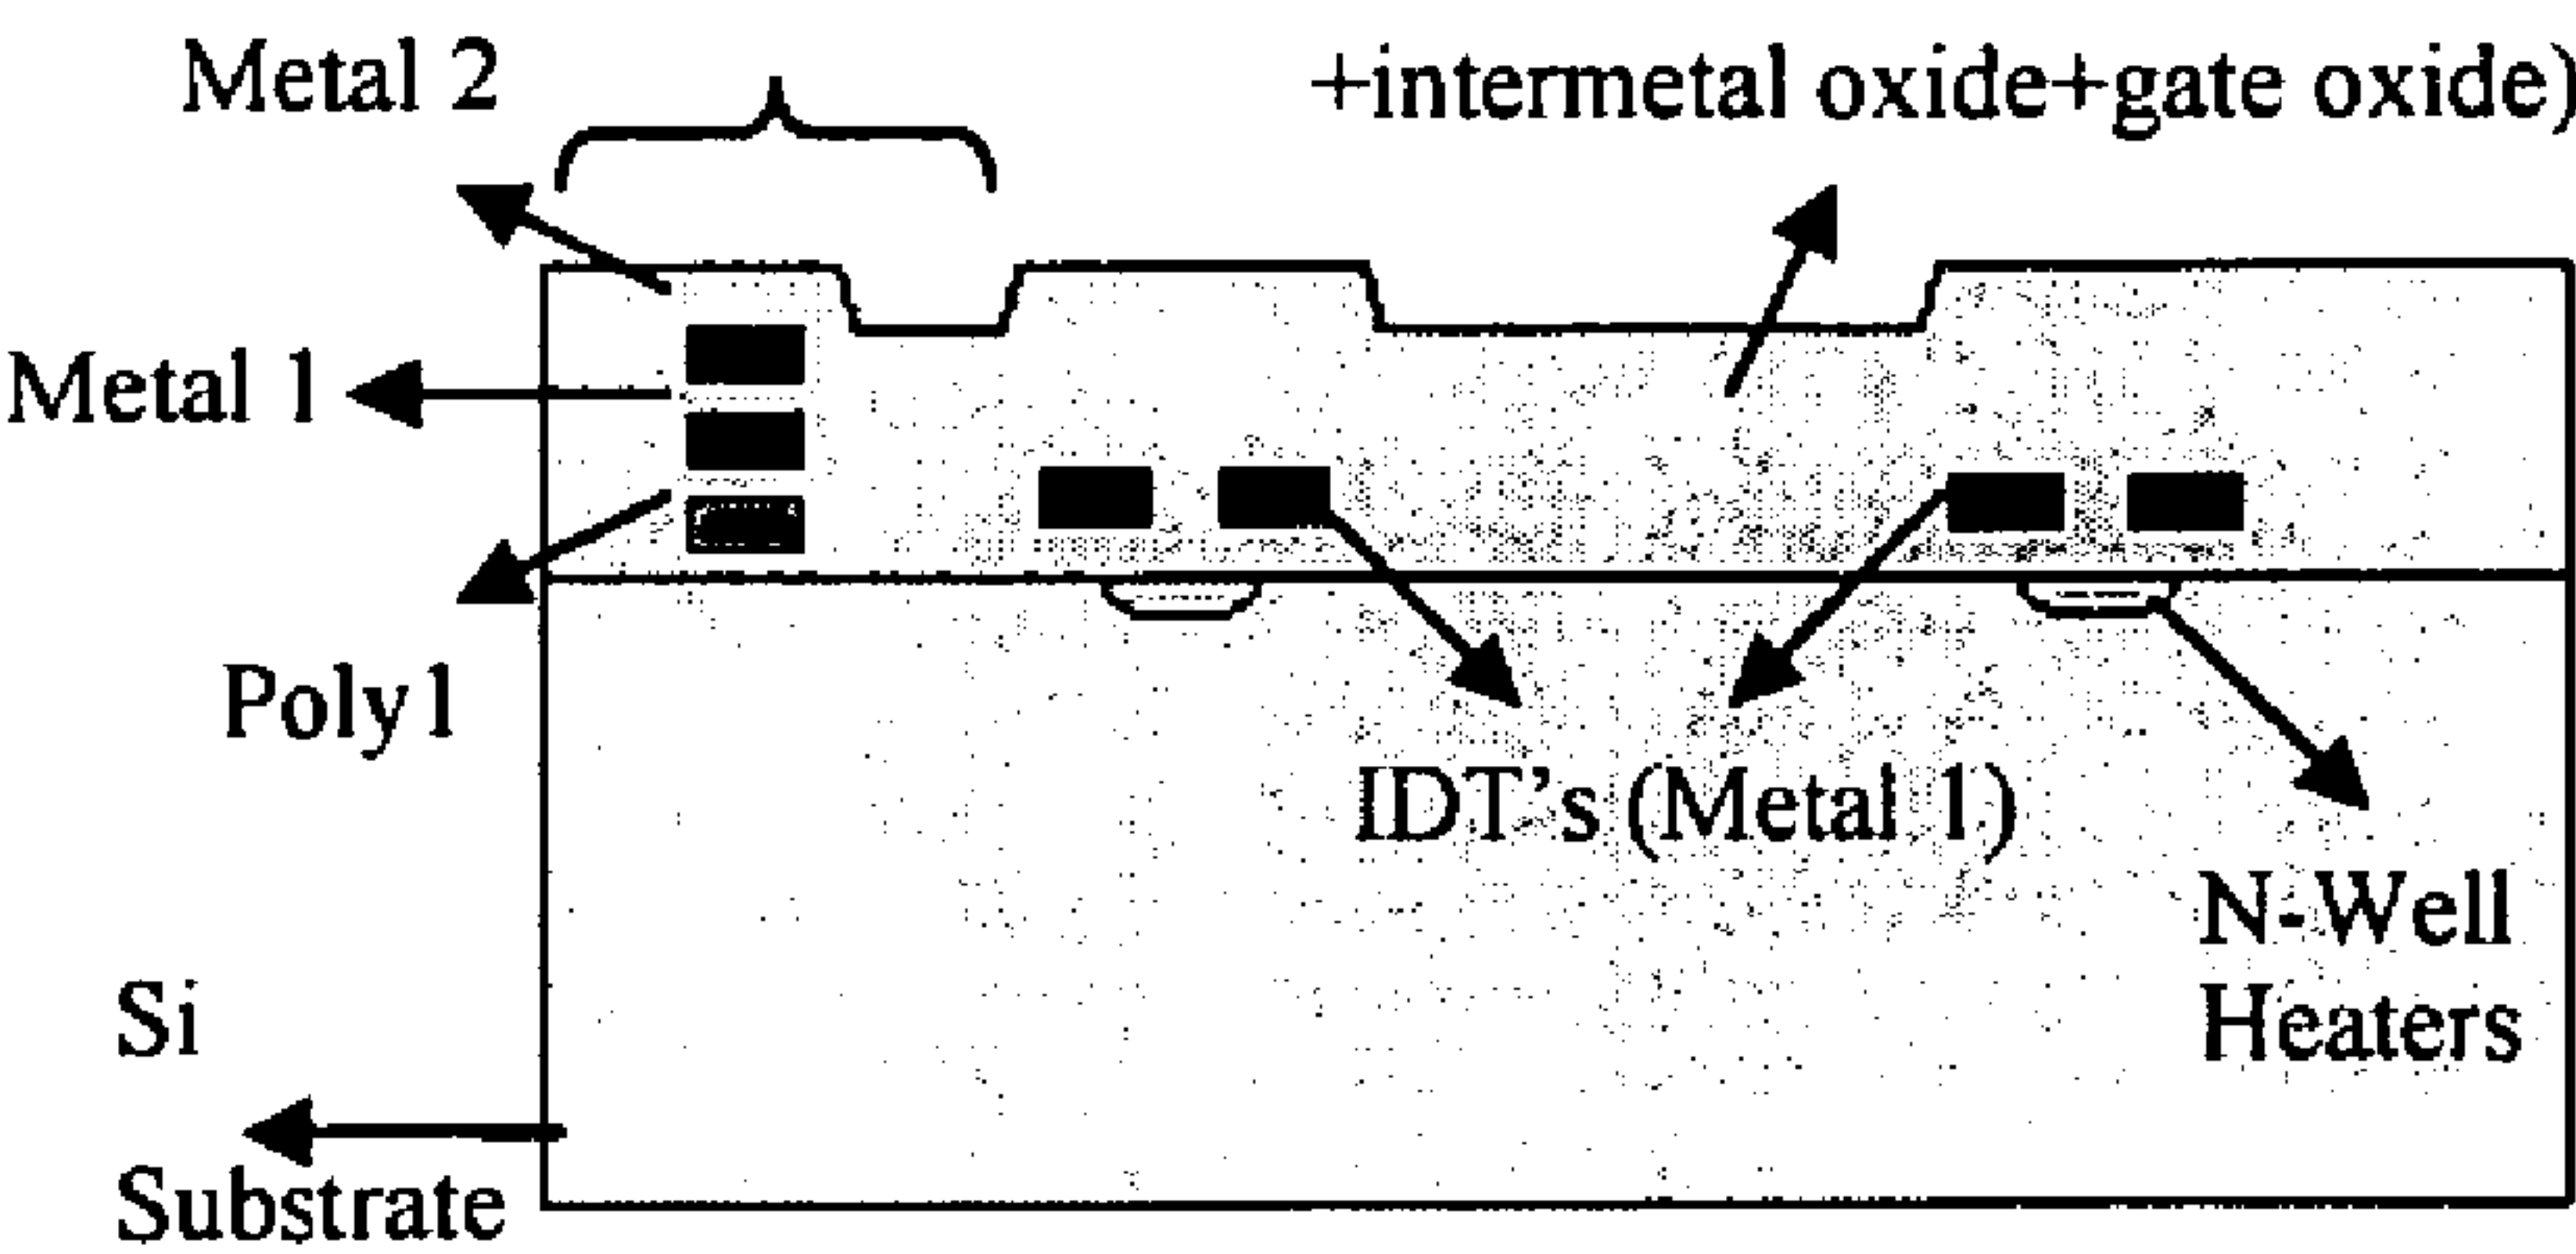 Metal 2
+intermetal oxide+gate oxide)
Metal 1
Poly1
IDT's (Metal 1)
N-Well
Heaters
Si
Substrate